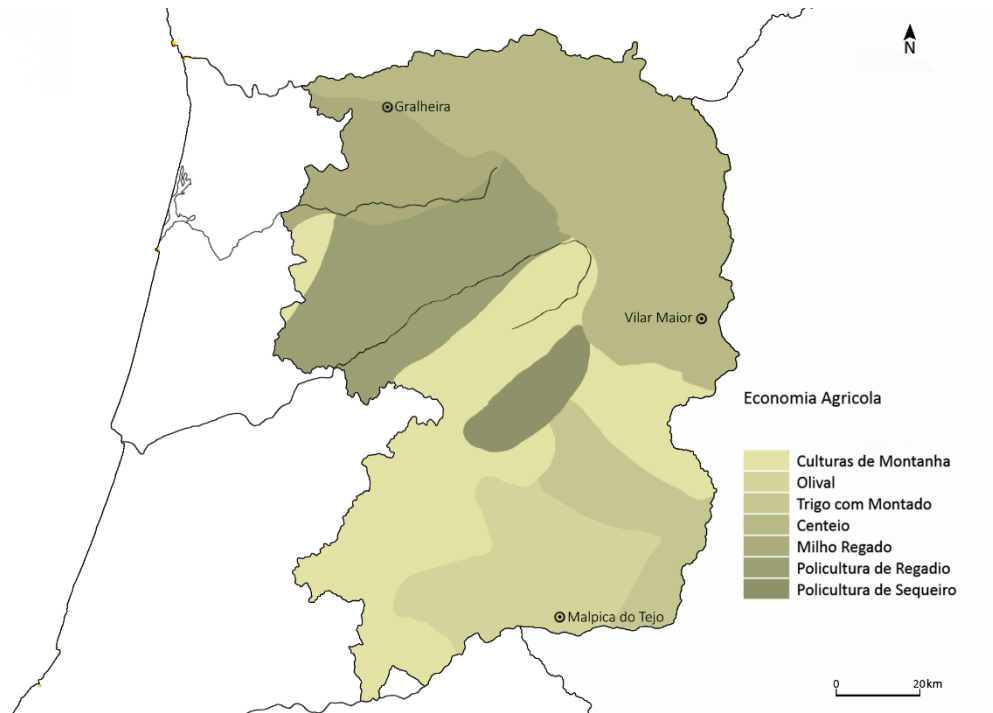 N
Gralheira
Vilar Maior
Economia Agricola
Culturas de Montanha
Olival
Trigo com Montado
Centeio
Milho Regado
Policultura de Regadio
Policultura de Sequeiro
Malpica do Tejo
0 20km